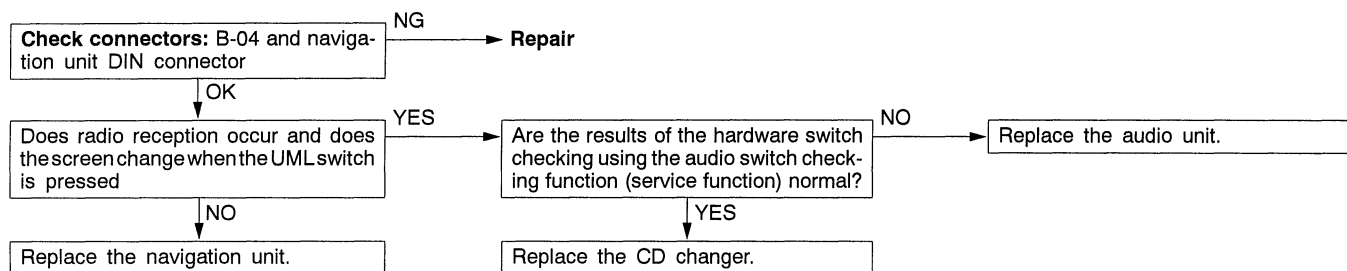 NG
Check connectors: B-04 and naviga-
tion unit DIN connector
Repair
OK
Does radio reception occur and does
the screen change when the UML switch
is pressed
YES
Are the results of the hardware switch
checking using the audio switch check-
ing function (service function) normal?
NO
Replace the audio unit.
NO
Replace the navigation unit.
YES
Replace the CD changer.